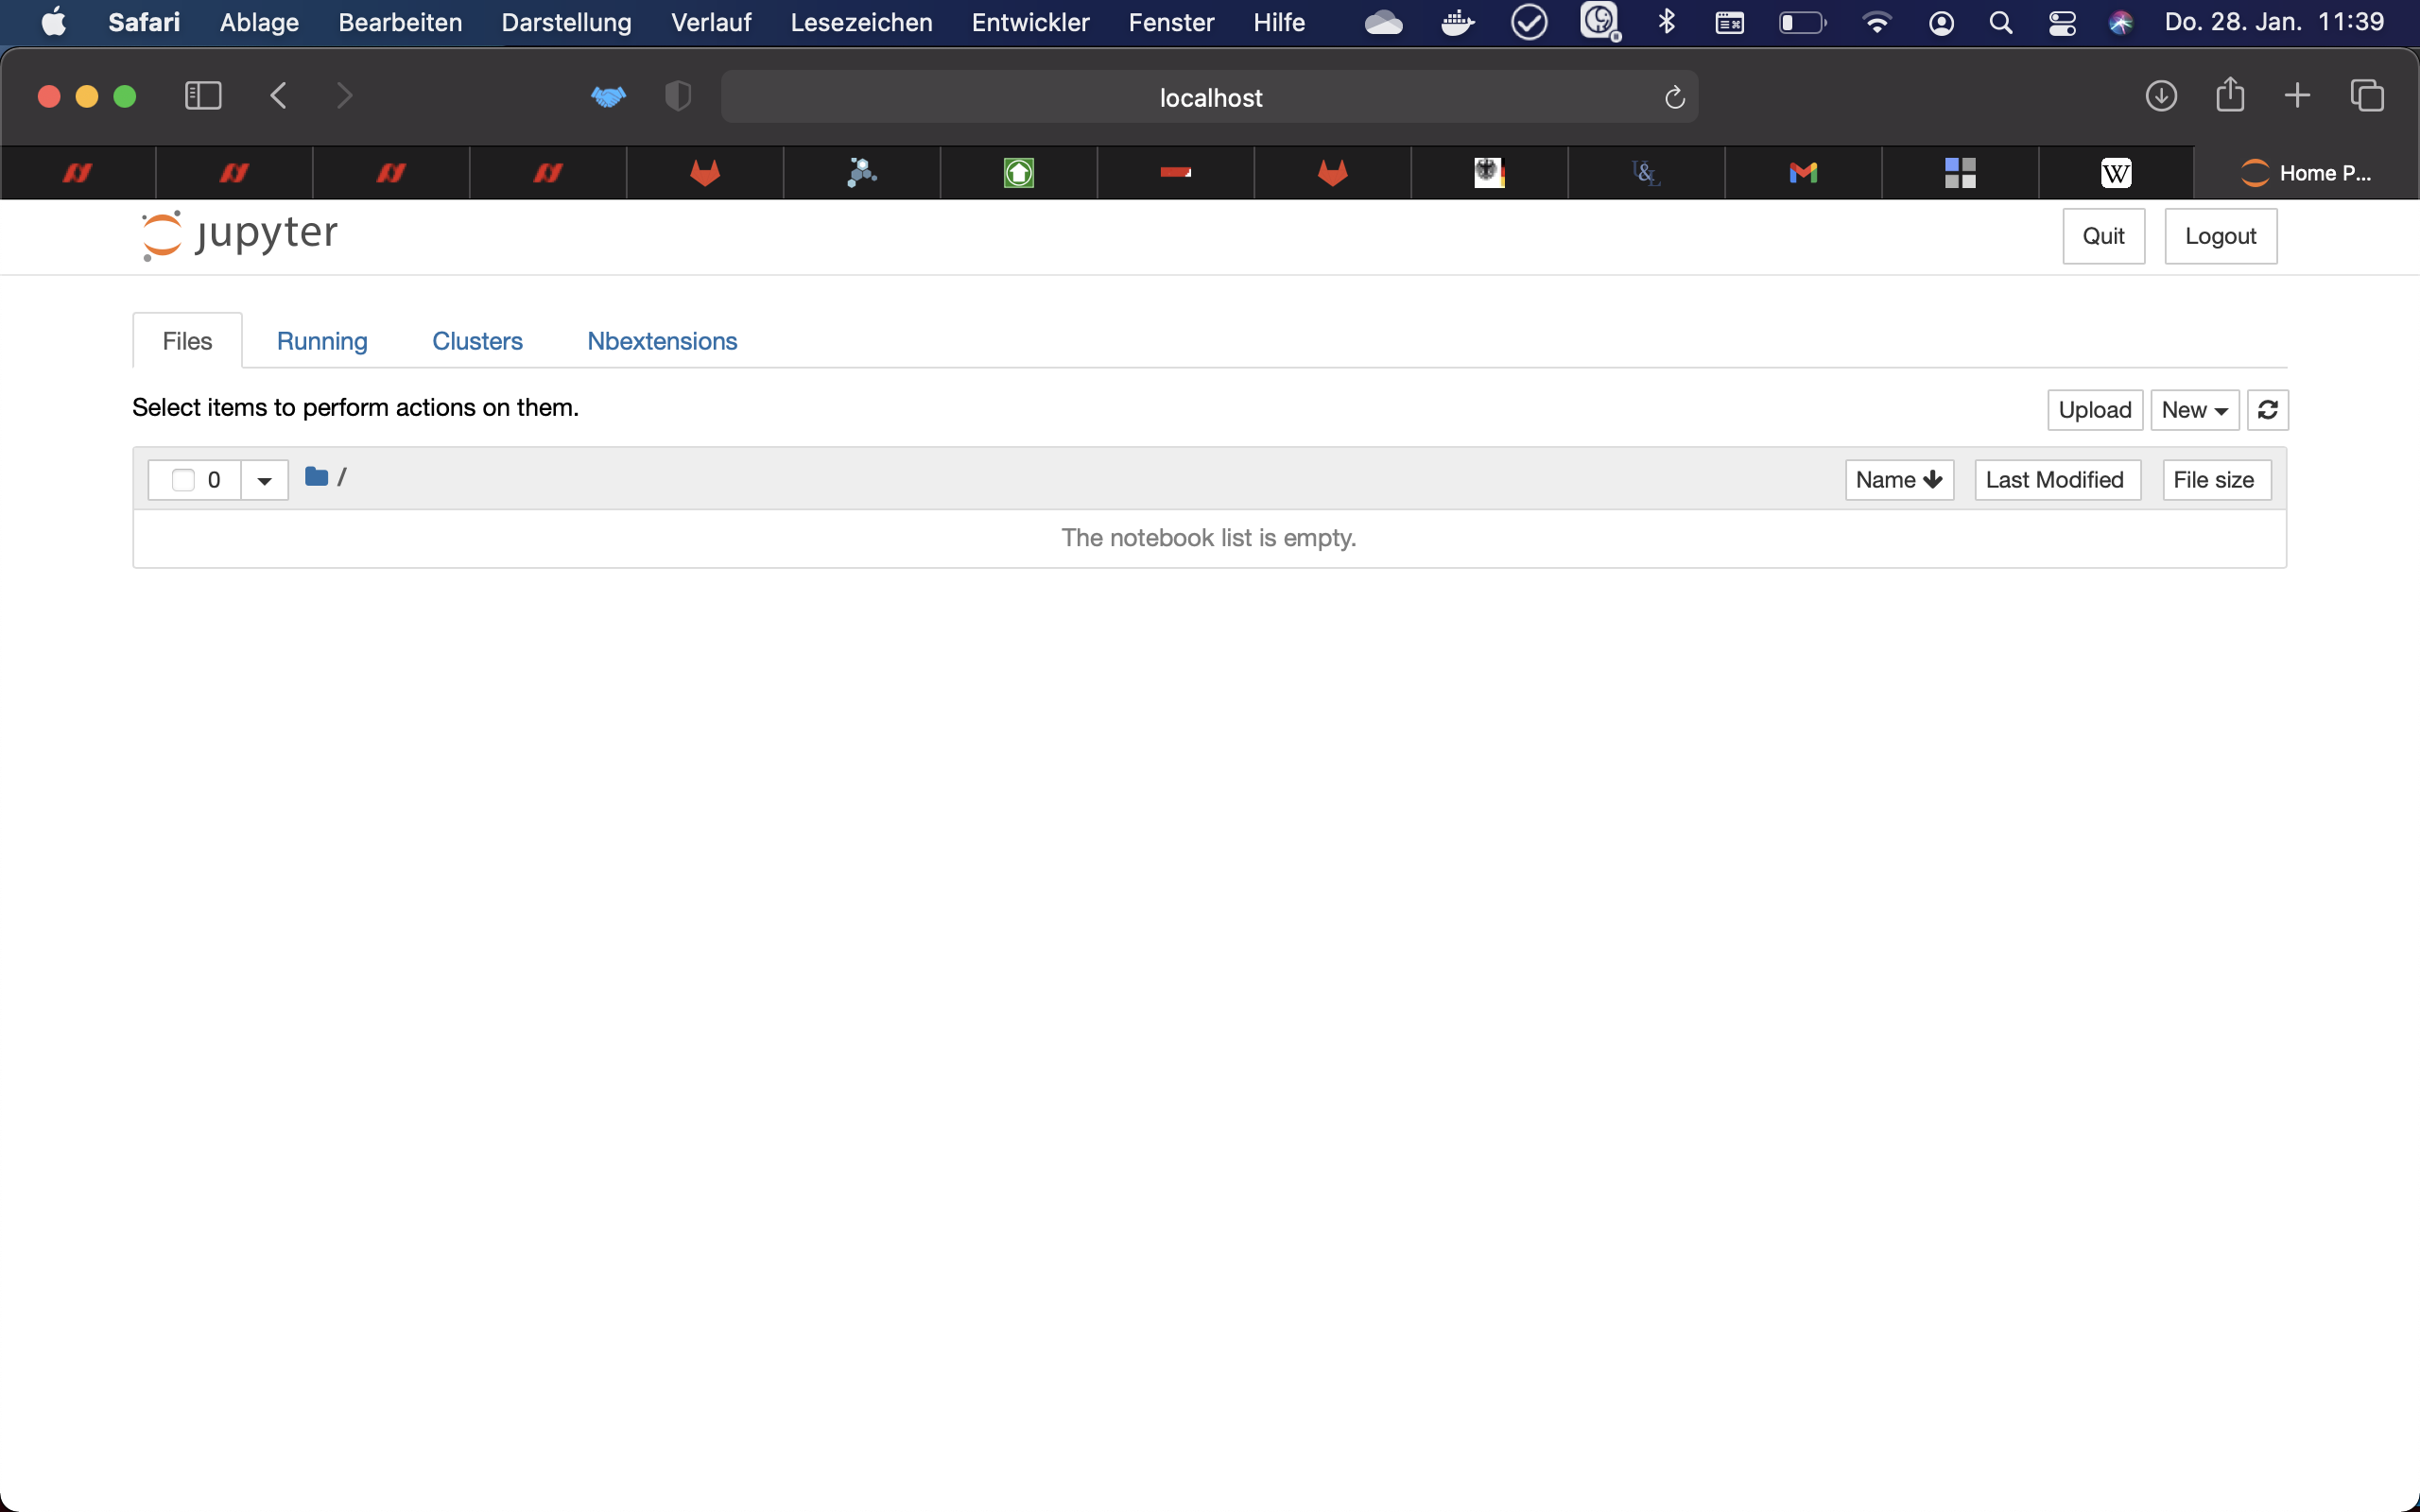 Safari Ablage Bearbeiten Darstellung Verlauf Lesezeichen Entwickler Fenster Hilfe Do. 28. Jan. 11:39
localhost
U&L W Home P...
jupyter Quit Logout
Files Running Clusters Nbextensions
Select items to perform actions on them. Upload New
0 / Name Last Modified File size
The notebook list is empty.